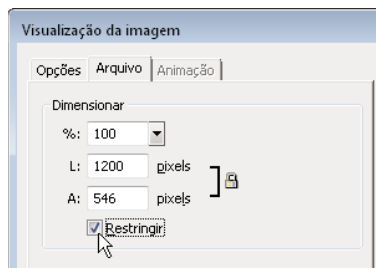 Visualização da imagem
Opções Arquivo Animação
Dimensionar
%: 100
L: 1200 pixels
A: 546 pixels
Restringir